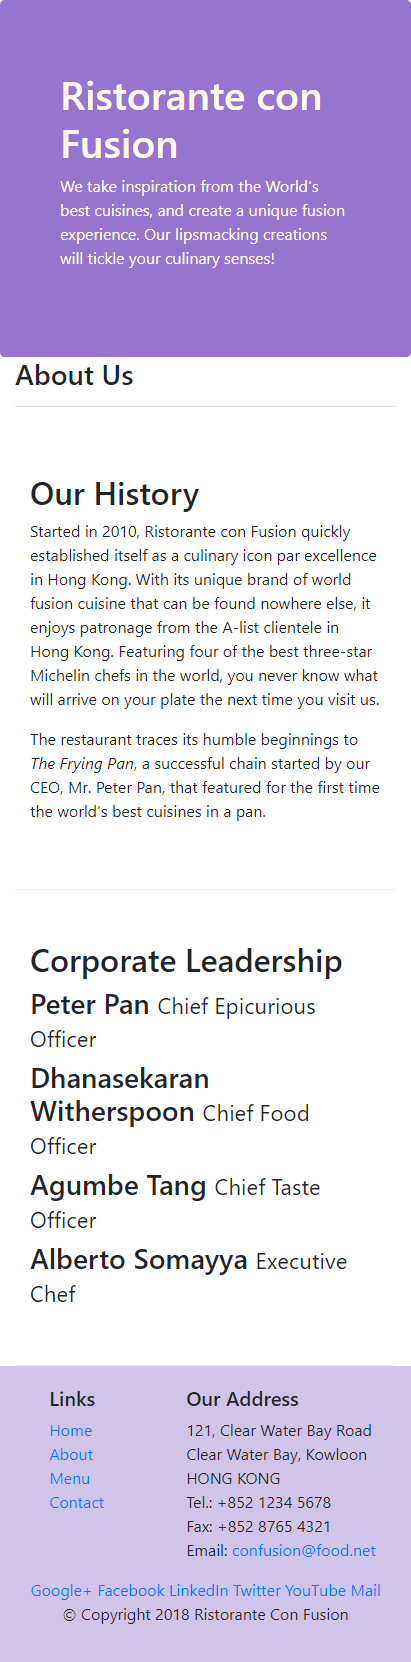 Ristorante con
Fusion
We take inspiration from the World's
best cuisines, and create a unique fusion
experience. Our lipsmacking creations
will tickle your culinary senses!
About Us
Our History
Started in 2010, Ristorante con Fusion quickly
established itself as a culinary icon par excellence
in Hong Kong. With its unique brand of world
fusion cuisine that can be found nowhere else, it
enjoys patronage from the A-list clientele in
Hong Kong. Featuring four of the best three-star
Michelin chefs in the world, you never know what
will arrive on your plate the next time you visit us.
The restaurant traces its humble beginnings to
The Frying Pan, a successful chain started by our
CEO, Mr. Peter Pan, that featured for the first time
the world's best cuisines in a pan.
Corporate Leadership
Peter Pan Chief Epicurious
Officer
Dhanasekaran
Witherspoon Chief Food
Officer
Agumbe Tang Chief Taste
Officer
Alberto Somayya Executive
Chef
Links
Home
About
Menu
Contact
Our Address
121, Clear Water Bay Road
Clear Water Bay, Kowloon
HONG KONG
Tel.: +852 1234 5678
Fax: +852 8765 4321
Email: confusion@food.net
Google+ Facebook LinkedIn Twitter YouTube Mail
© Copyright 2018 Ristorante Con Fusion